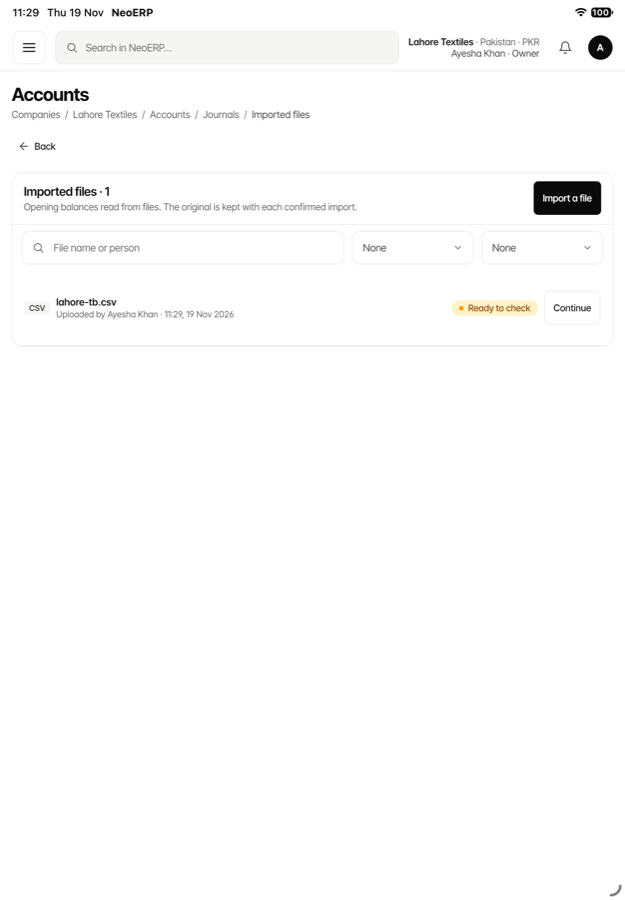 11:29 Thu 19 Nov NeoERP
100
Search in NeoERP...
Lahore Textiles · Pakistan · PKR
Ayesha Khan · Owner
A
Accounts
Companies / Lahore Textiles / Accounts / Journals / Imported files
Back
Imported files · 1
Opening balances read from files. The original is kept with each confirmed import.
Import a file
File name or person
None
None
CSV
lahore-tb.csv
Uploaded by Ayesha Khan · 11:29, 19 Nov 2026
Ready to check
Continue